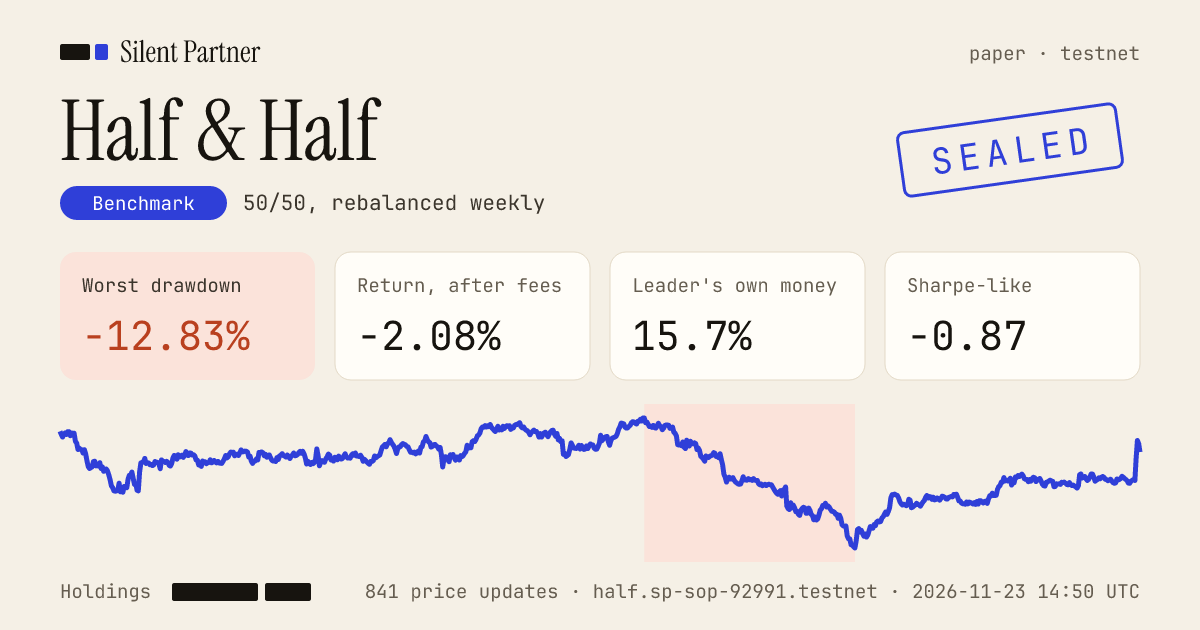 Silent Partner
paper · testnet
Half & Half
SEALED
Benchmark
50/50, rebalanced weekly
Worst drawdown
-12.83%
Return, after fees
-2.08%
Leader's own money
15.7%
Sharpe-like
-0.87
Holdings
841 price updates · half.sp-sop-92991.testnet · 2026-11-23 14:50 UTC